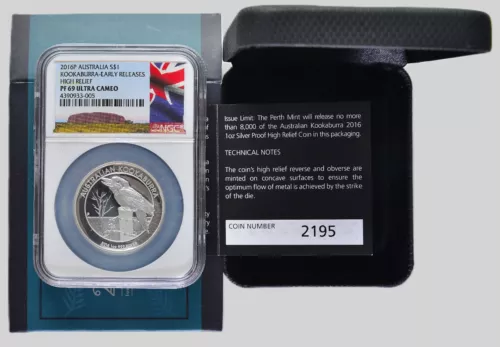 2016P AUSTRALIA S$1
KOOKABURRA-EARLY RELEASES
HIGH RELIEF
PF 69 ULTRA CAMEO
4390933-005
NGC
AUSTRALIAN KOOKABURRA
Issue Limit: The Perth Mint will release no more
than 8,000 of the Australian Kookaburra 2016
1oz Silver Proof High Relief Coin in this packaging.
TECHNICAL NOTES
The coin's high relief reverse and obverse are
minted on concave surfaces to ensure the
optimum flow of metal is achieved by the strike
of the die.
COIN NUMBER 2195